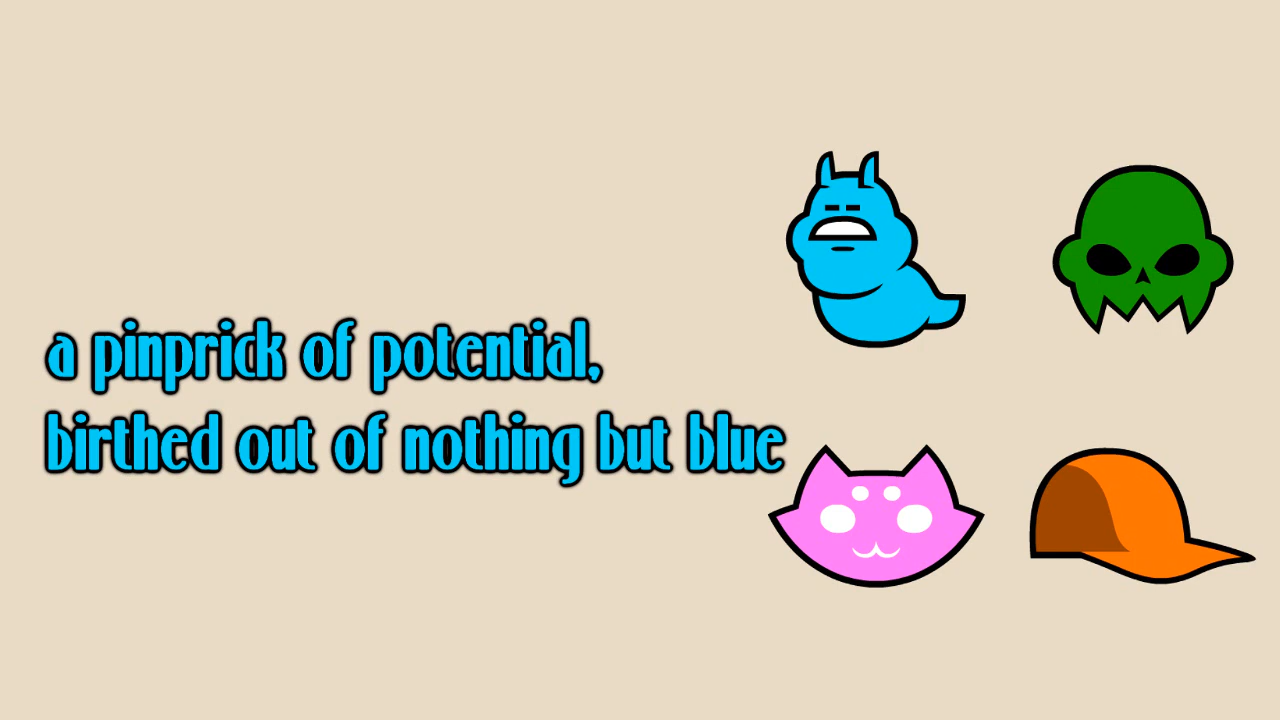 a pinprick of potential,
birthed out of nothing but blue